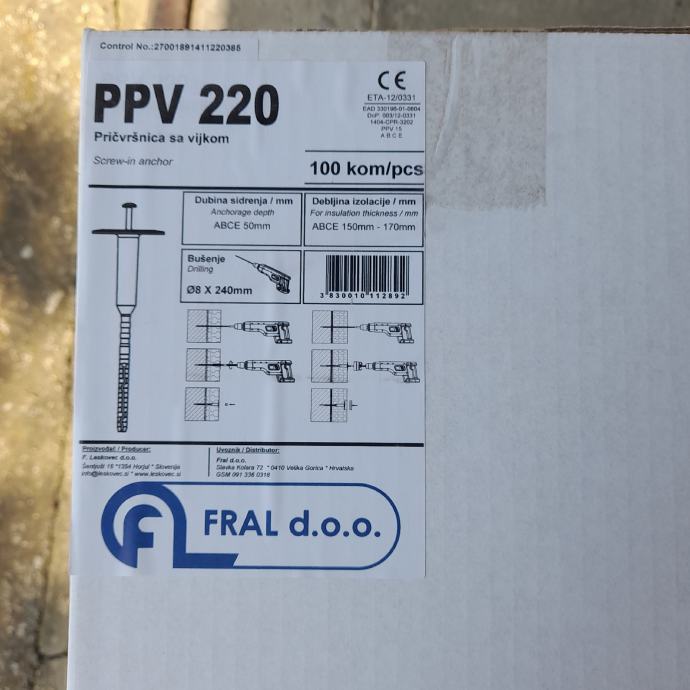 Control No.:27001891411220385
PPV 220
Pričvršnica sa vijkom
Screw-in anchor
CE
ETA-12/0331
EAD 330196-01-0604
DoP: 003/12-0331
1404-CPR-3202
PPV 15
A B C E
100 kom/pcs
Dubina sidrenja / mm
Anchorage depth
ABCE 50mm
Debljina izolacije / mm
For insulation thickness / mm
ABCE 150mm - 170mm
Bušenje
Drilling
Ø8 X 240mm
3 830010 112892
Proizvođač / Producer:
F. Leskovec d.o.o.
Šentjošt 15 *1354 Horjul * Slovenija
info@leskovec.si * www.leskovec.si
Uvoznik / Distributor:
Fral d.o.o.
Slavka Kolara 72 * 0410 Velika Gorica * Hrvatska
GSM 091 336 0318
FRAL d.o.o.